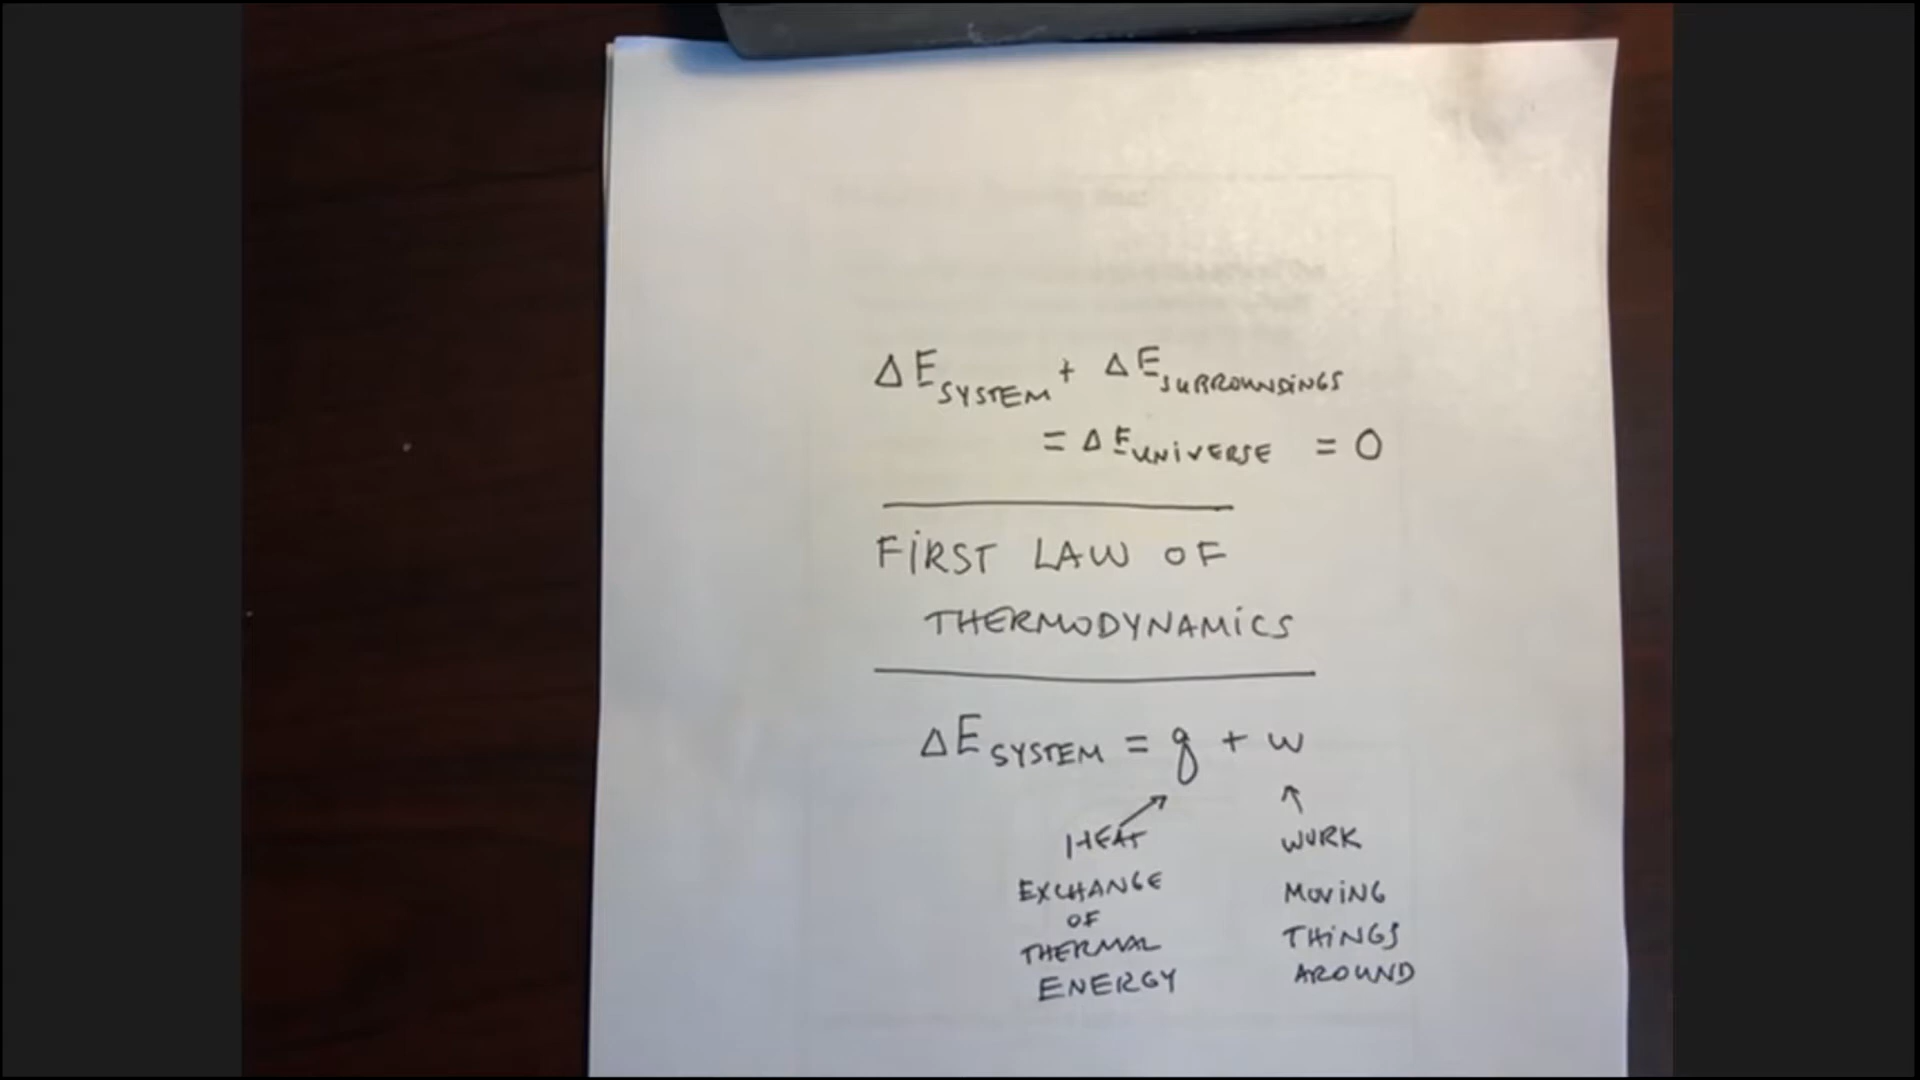 ΔE SYSTEM + ΔE SURROUNDINGS
= ΔE UNIVERSE = 0
FIRST LAW OF
THERMODYNAMICS
ΔE SYSTEM = q + w
HEAT WORK
EXCHANGE MOVING
OF
THERMAL THINGS
ENERGY AROUND